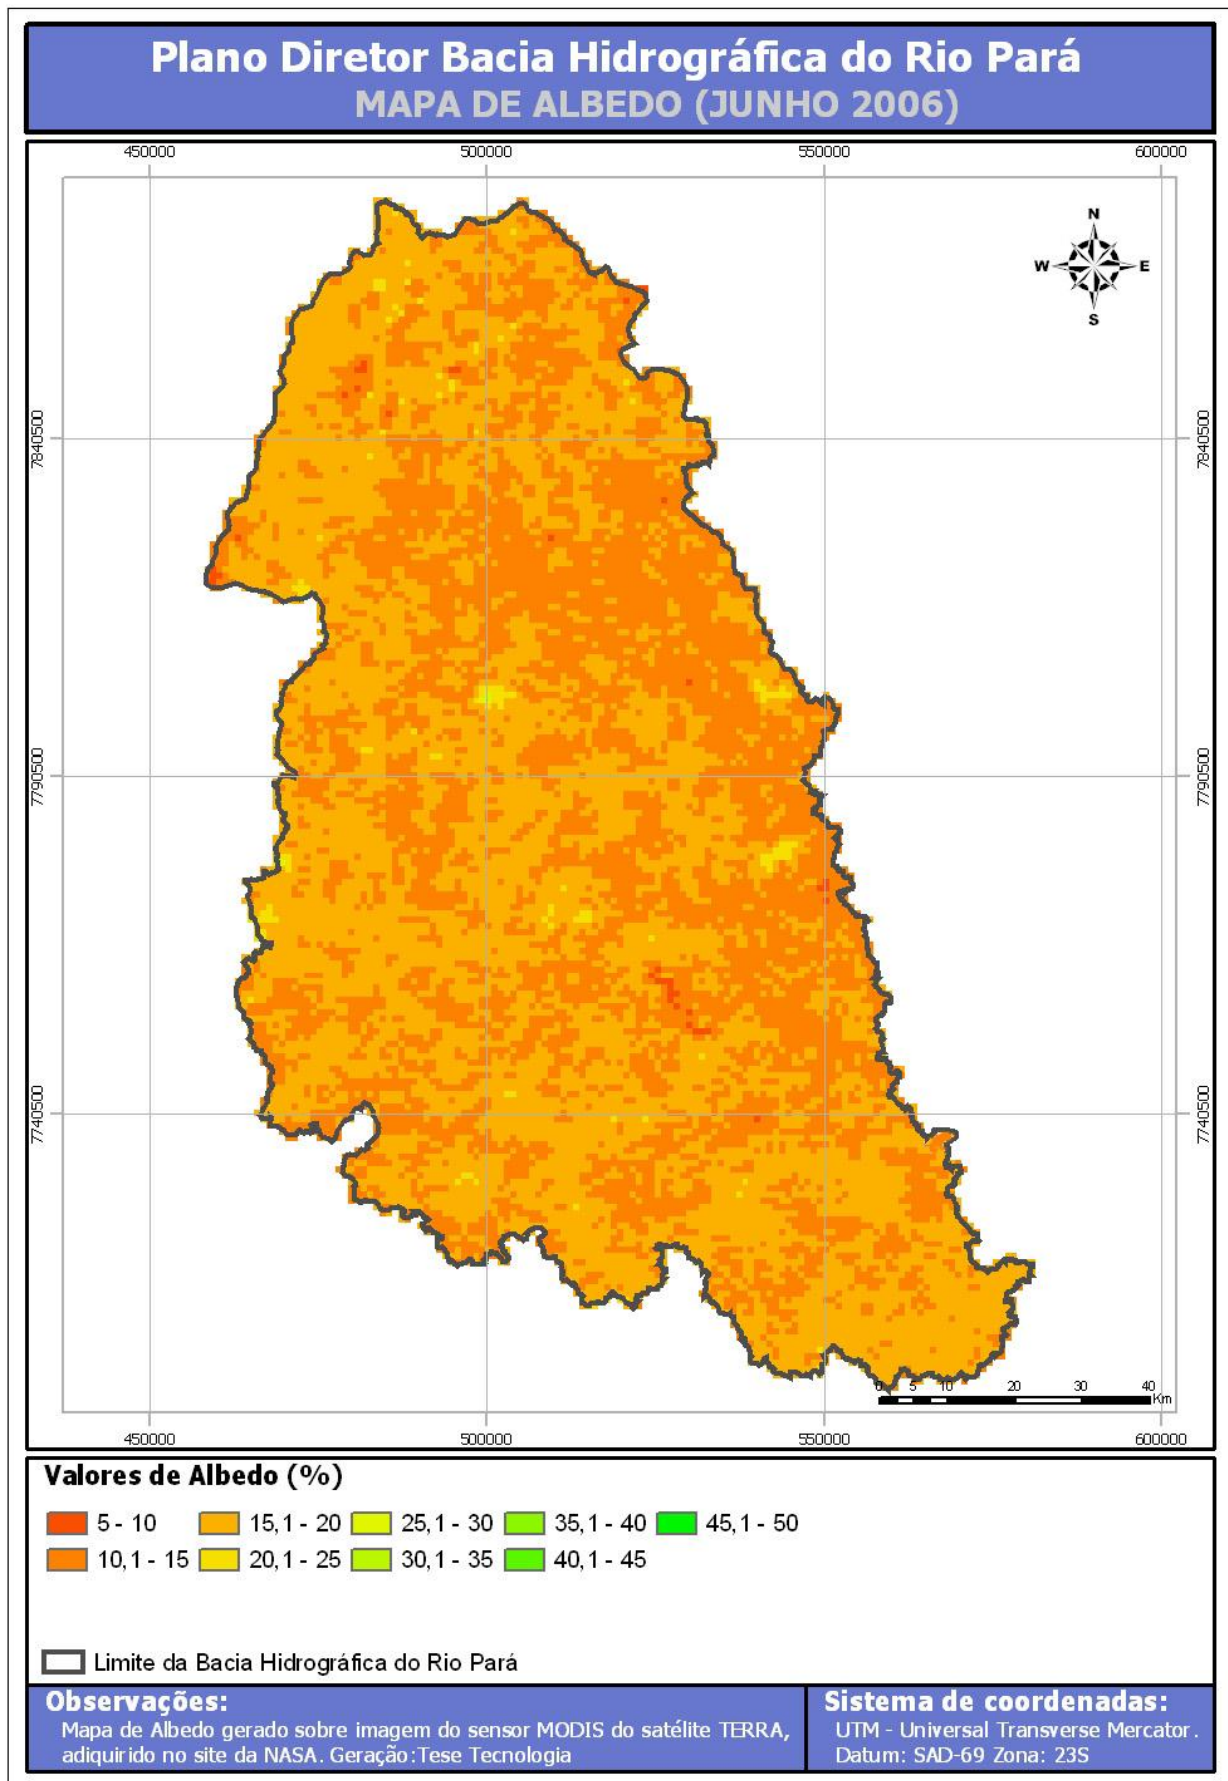 Plano Diretor Bacia Hidrográfica do Rio Pará
MAPA DE ALBEDO (JUNHO 2006)
450000 500000 550000 600000
N
W E
S
7840500 7840500
7790500 7790500
7740500 7740500
0 5 10 20 30 40
Km
450000 500000 550000 600000
Valores de Albedo (%)
5 - 10 15,1 - 20 25,1 - 30 35,1 - 40 45,1 - 50
10,1 - 15 20,1 - 25 30,1 - 35 40,1 - 45
Limite da Bacia Hidrográfica do Rio Pará
Observações:
Mapa de Albedo gerado sobre imagem do sensor MODIS do satélite TERRA,
adiquirido no site da NASA. Geração:Tese Tecnologia
Sistema de coordenadas:
UTM - Universal Transverse Mercator.
Datum: SAD-69 Zona: 23S